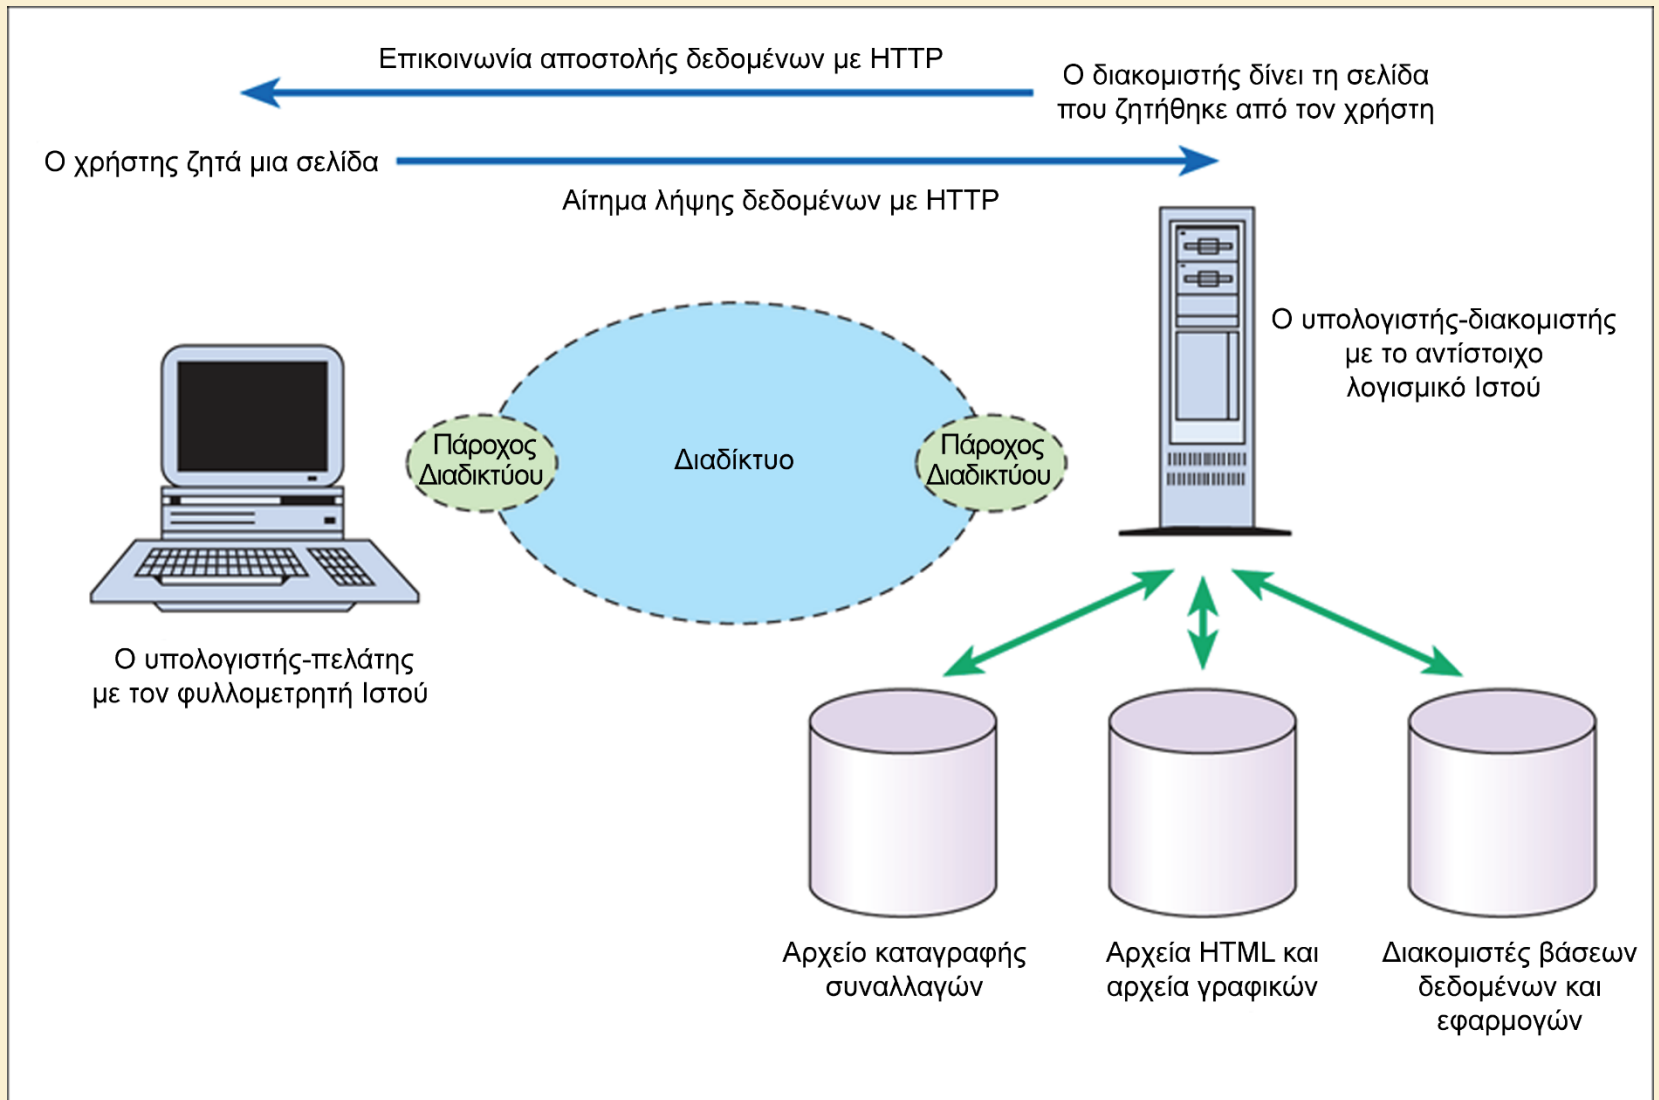 Επικοινωνία αποστολής δεδομένων με HTTP
Ο διακομιστής δίνει τη σελίδα
που ζητήθηκε από τον χρήστη
Ο χρήστης ζητά μια σελίδα
Αίτημα λήψης δεδομένων με HTTP
Ο υπολογιστής-διακομιστής
με το αντίστοιχο
λογισμικό Ιστού
Πάροχος
Διαδικτύου
Διαδίκτυο
Πάροχος
Διαδικτύου
Ο υπολογιστής-πελάτης
με τον φυλλομετρητή Ιστού
Αρχείο καταγραφής
συναλλαγών
Αρχεία HTML και
αρχεία γραφικών
Διακομιστές βάσεων
δεδομένων και
εφαρμογών